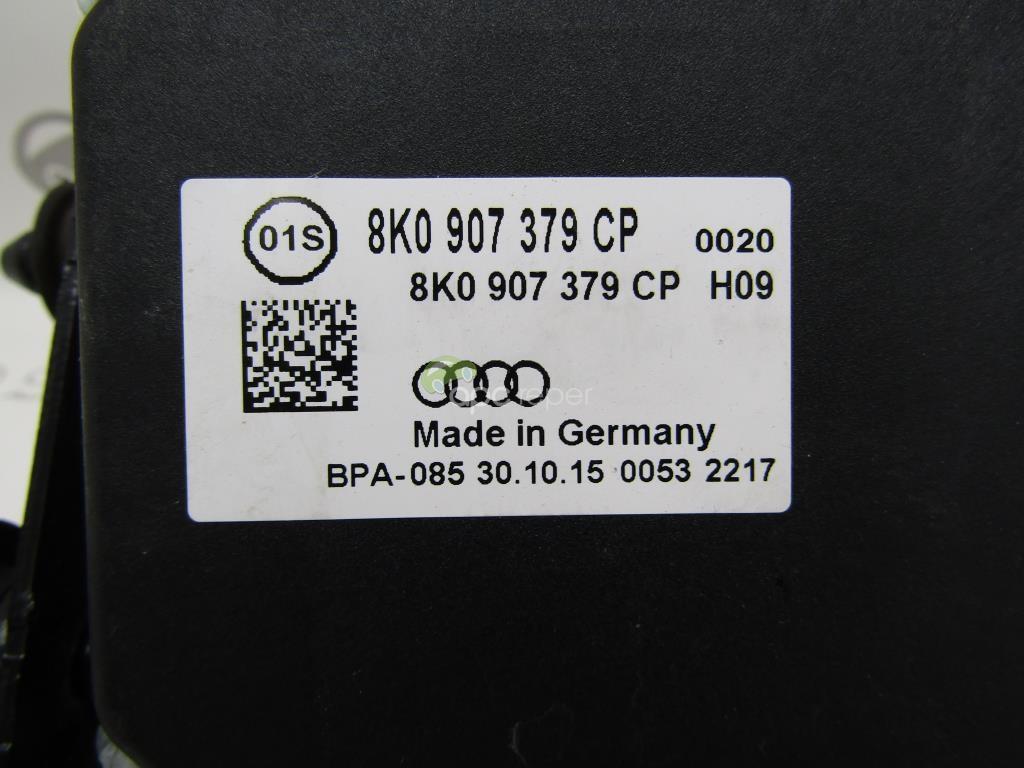 01S 8K0 907 379 CP 0020
8K0 907 379 CP H09
Made in Germany
BPA-085 30.10.15 0053 2217